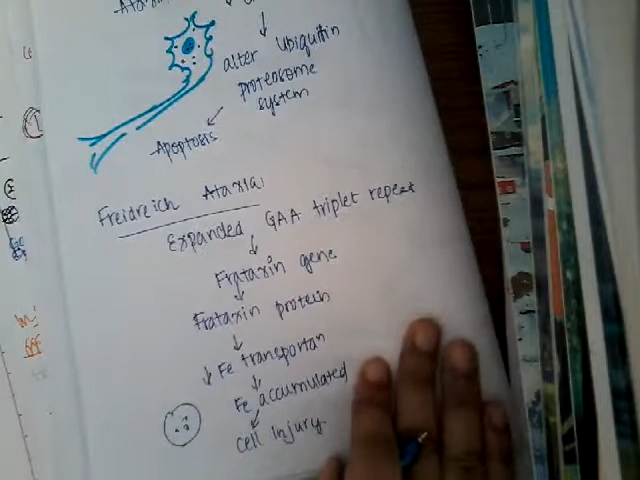 alter Ubiquitin
proteosome
system
Apoptosis
Freidreich Ataxia
Expanded GAA triplet repeat
Frataxin gene
Frataxin protein
↓ Fe transportan
Fe accumulated
cell injury